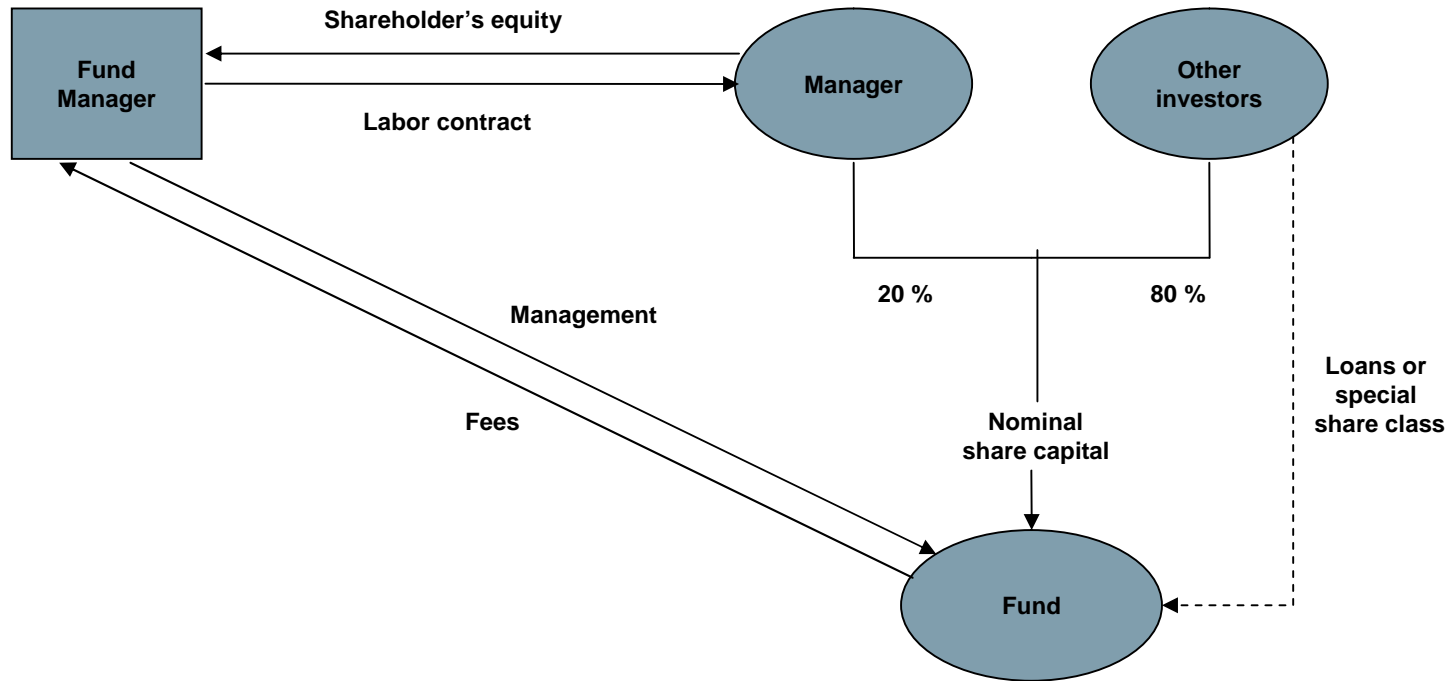 Shareholder’s equity
Fund
Manager
Manager
Other
investors
Labor contract
20 %
80 %
Management
Loans or
special
share class
Fees
Nominal
share capital
Fund